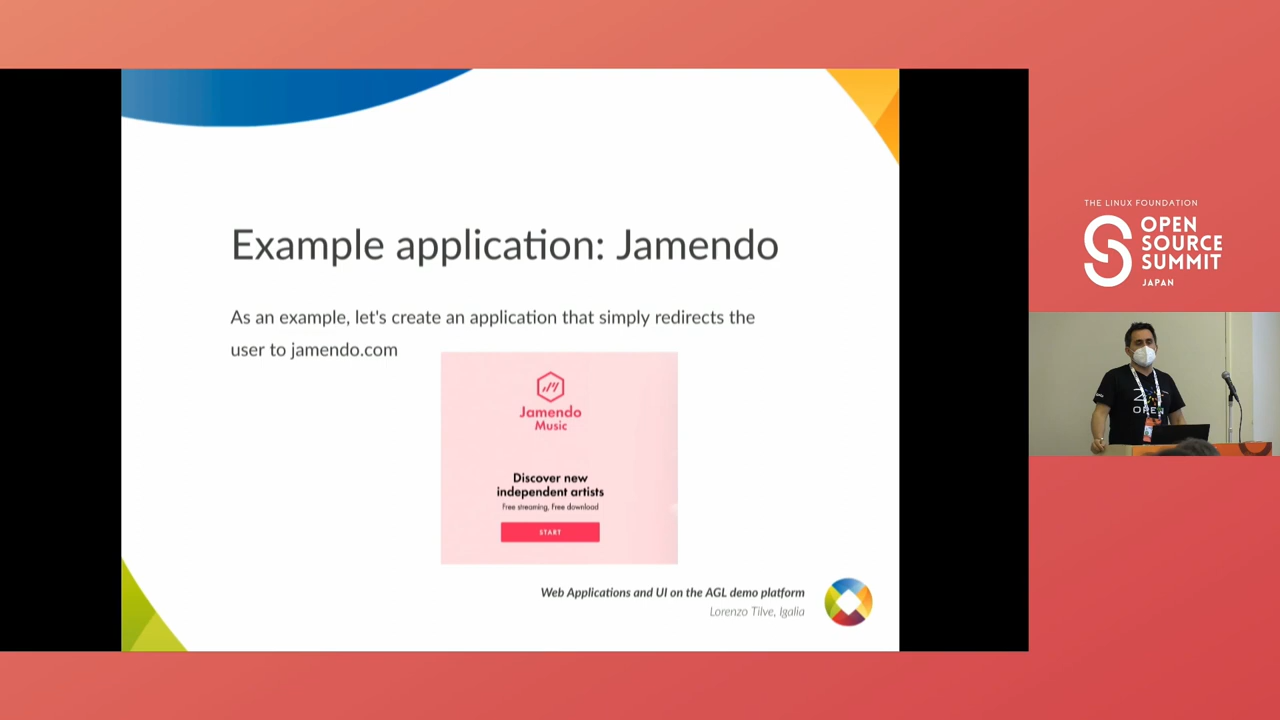 Example application: Jamendo
As an example, let's create an application that simply redirects the
user to jamendo.com
Jamendo
Music
Discover new
independent artists
Free streaming, Free download
START
Web Applications and UI on the AGL demo platform
Lorenzo Tilve, Igalia
THE LINUX FOUNDATION
OPEN
SOURCE
SUMMIT
JAPAN
OPEN